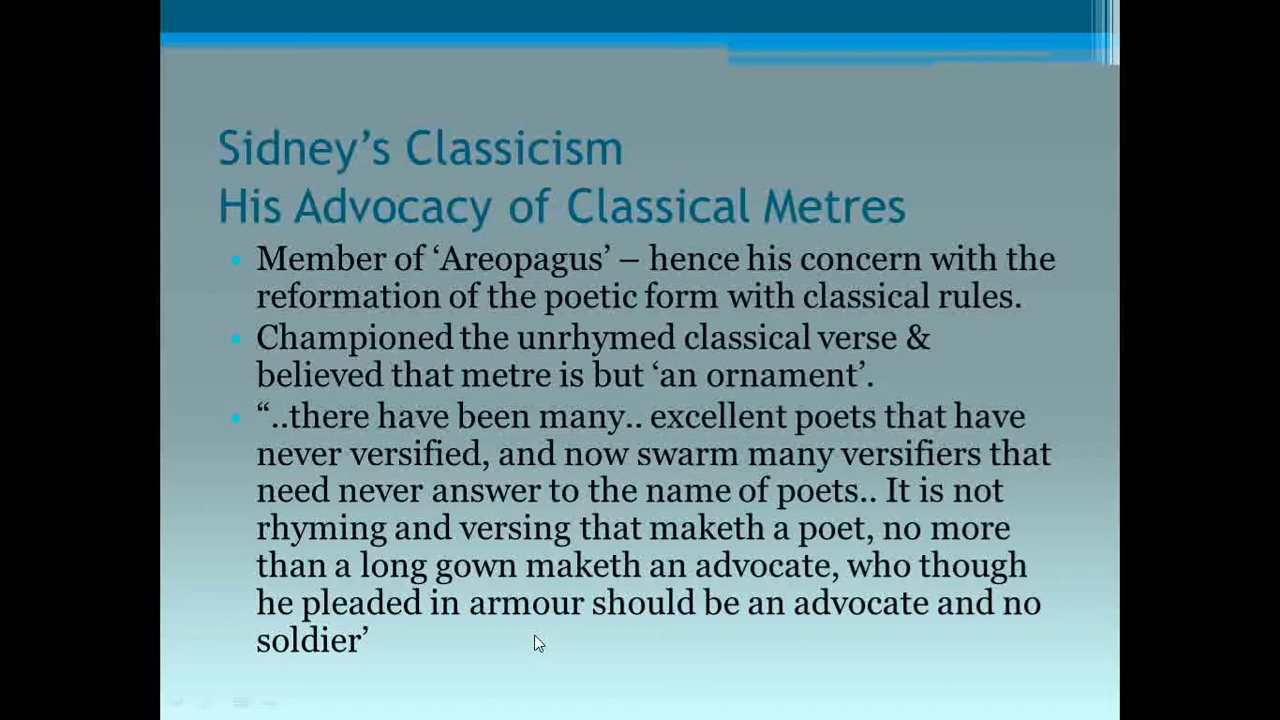 Sidney’s Classicism
His Advocacy of Classical Metres
• Member of ‘Areopagus’ – hence his concern with the
reformation of the poetic form with classical rules.
• Championed the unrhymed classical verse &
believed that metre is but ‘an ornament’.
• “..there have been many.. excellent poets that have
never versified, and now swarm many versifiers that
need never answer to the name of poets.. It is not
rhyming and versing that maketh a poet, no more
than a long gown maketh an advocate, who though
he pleaded in armour should be an advocate and no
soldier’